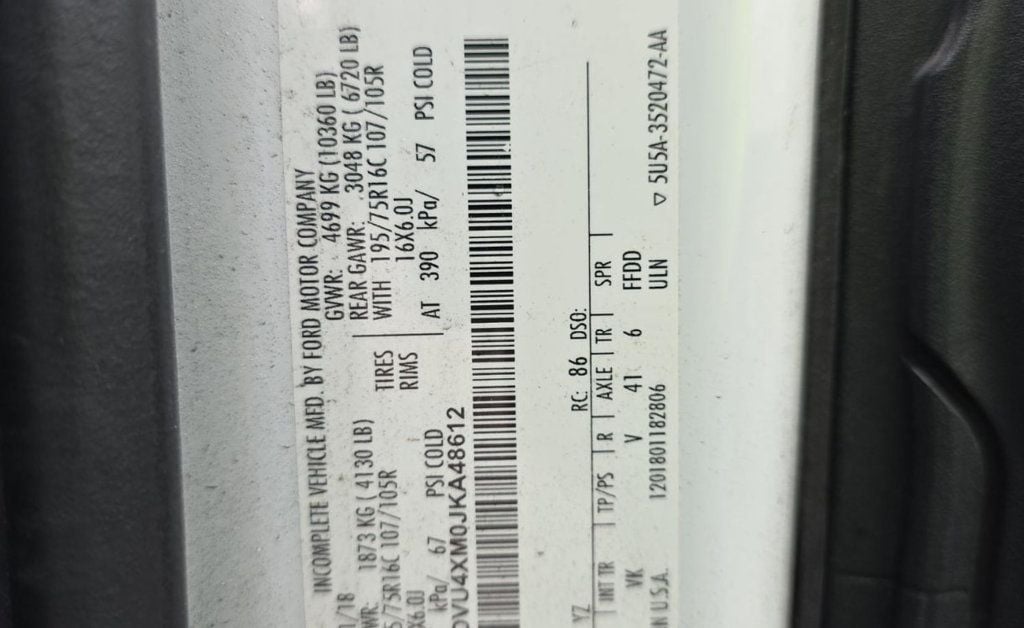 INCOMPLETE VEHICLE MFD. BY FORD MOTOR COMPANY
1/18 GVWR: 4699 KG (10360 LB)
WR: 1873 KG ( 4130 LB) REAR GAWR: 3048 KG ( 6720 LB)
5/75R16C 107/105R TIRES WITH 195/75R16C 107/105R
X6.0J RIMS 16X6.0J
kPa/ 67 PSI COLD AT 390 kPa/ 57 PSI COLD
DVU4XM0JKA48612
YZ RC: 86 DSO:
INT TR TP/PS R AXLE TR SPR
VK V 41 6 FFDD
IN U.S.A. 1201801182806 ULN ▽ 5U5A-3520472-AA